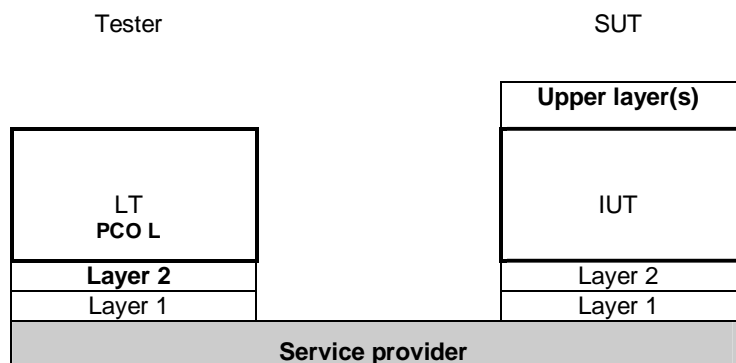 Tester
SUT
Upper layer(s)
LT
PCO L
IUT
Layer 2
Layer 2
Layer 1
Layer 1
Service provider